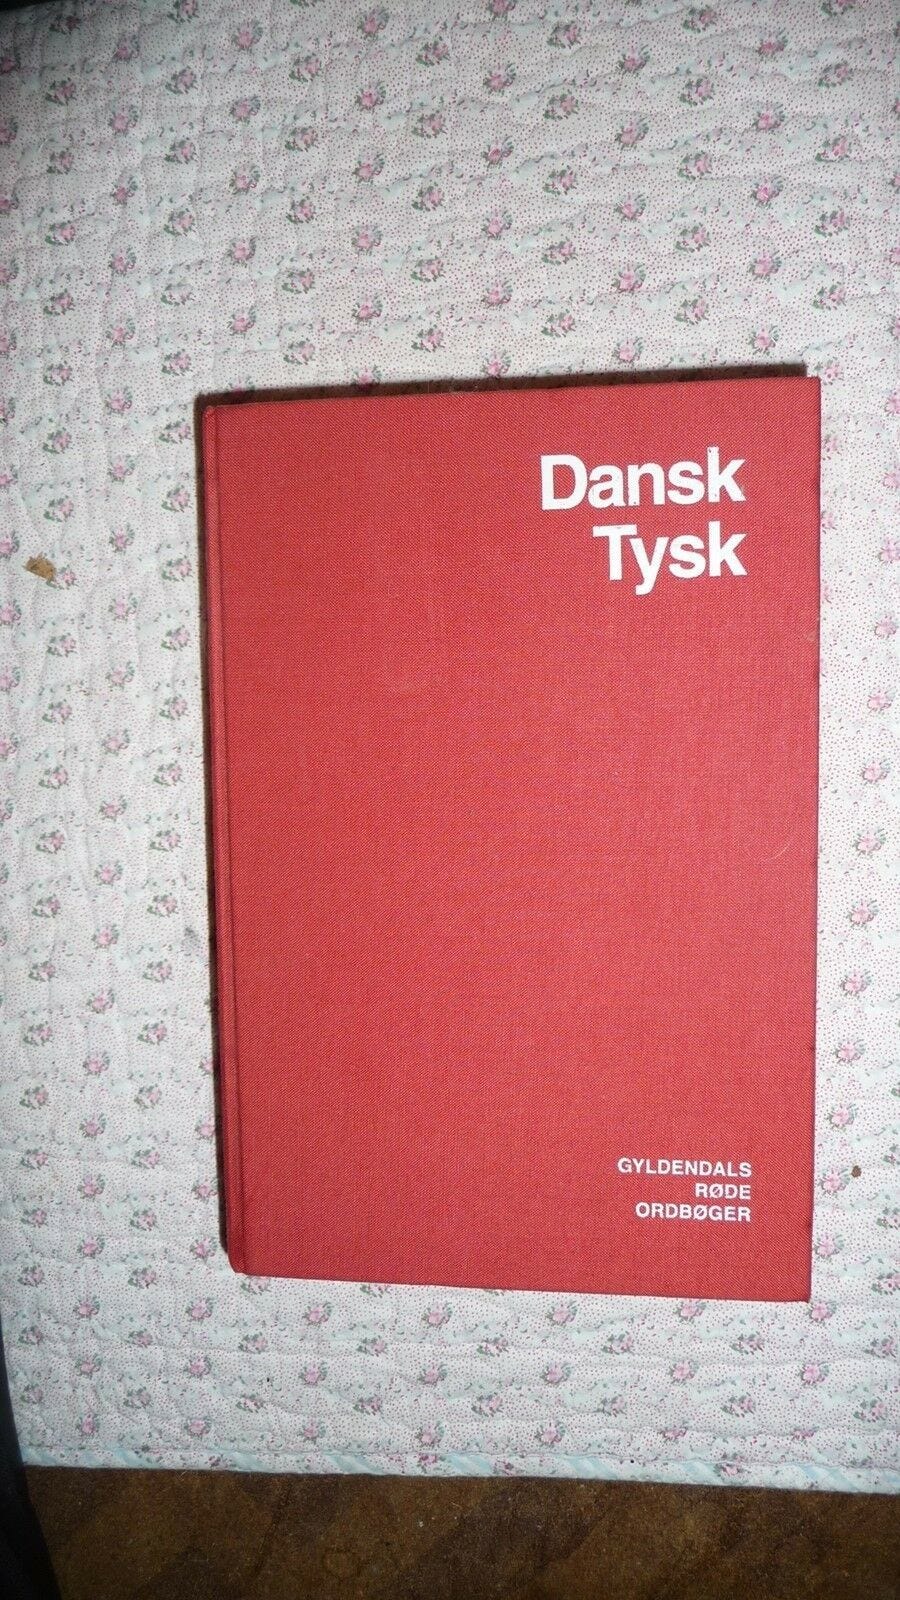 Dansk
Tysk
GYLDENDALS
RØDE
ORDBØGER